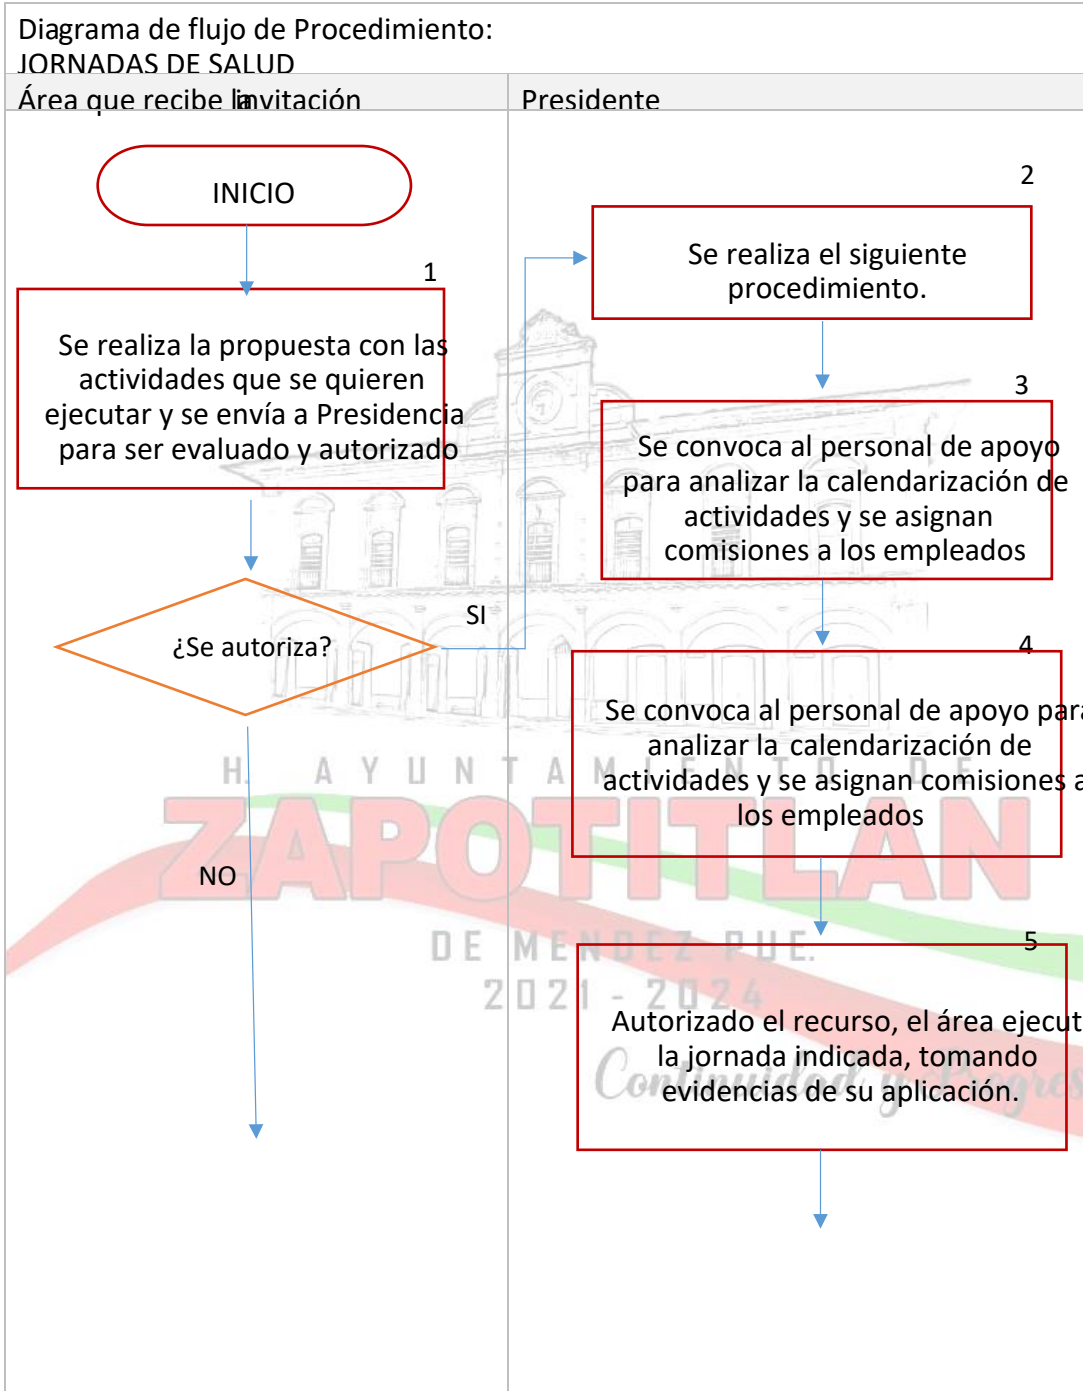 Diagrama de flujo de Procedimiento:
JORNADAS DE SALUD
Área que recibe la invitación
Presidente
INICIO
1
Se realiza la propuesta con las
actividades que se quieren
ejecutar y se envía a Presidencia
para ser evaluado y autorizado
¿Se autoriza?
SI
NO
2
Se realiza el siguiente
procedimiento.
3
Se convoca al personal de apoyo
para analizar la calendarización de
actividades y se asignan
comisiones a los empleados
4
Se convoca al personal de apoyo para
analizar la calendarización de
actividades y se asignan comisiones a
los empleados
5
Autorizado el recurso, el área ejecut
la jornada indicada, tomando
evidencias de su aplicación.
H. AYUNTAMIENTO DE
ZAPOTITLAN
DE MENDEZ PUE.
2021 - 2024
Continuidad y Progres